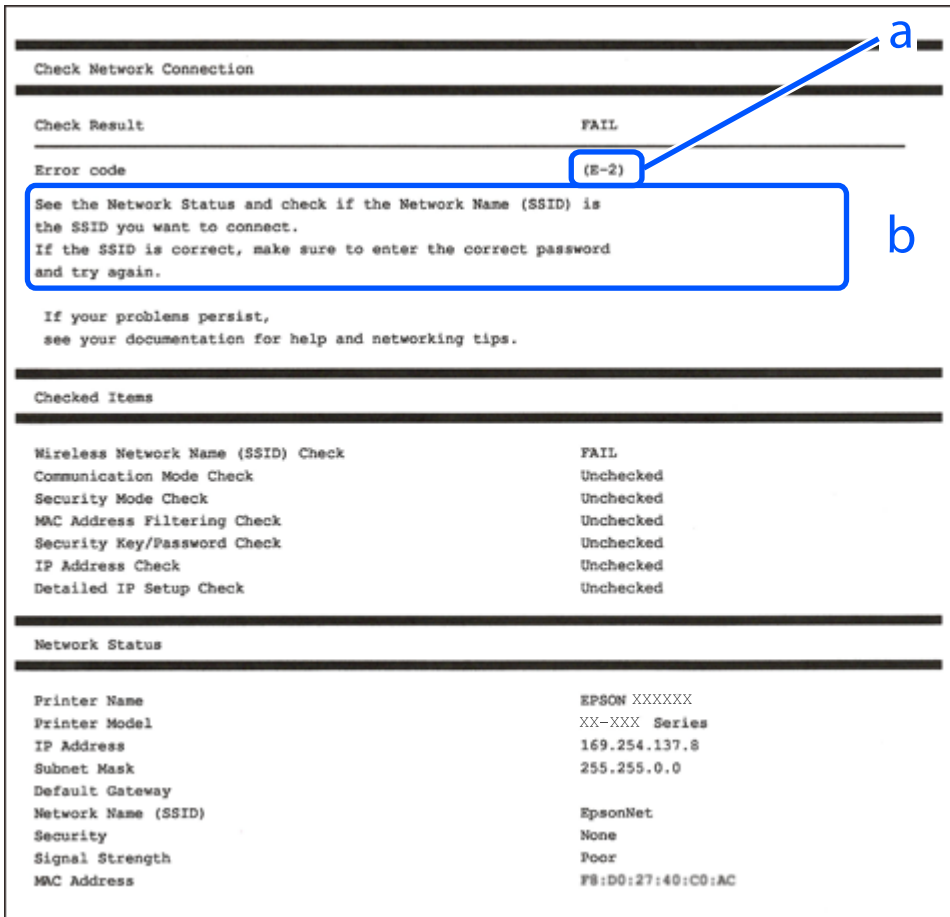 a
Check Network Connection
Check Result FAIL
Error code (E-2)
See the Network Status and check if the Network Name (SSID) is
the SSID you want to connect.
If the SSID is correct, make sure to enter the correct password
and try again.
b
If your problems persist,
see your documentation for help and networking tips.
Checked Items
Wireless Network Name (SSID) Check FAIL
Communication Mode Check Unchecked
Security Mode Check Unchecked
MAC Address Filtering Check Unchecked
Security Key/Password Check Unchecked
IP Address Check Unchecked
Detailed IP Setup Check Unchecked
Network Status
Printer Name EPSON XXXXXX
Printer Model XX-XXX Series
IP Address 169.254.137.8
Subnet Mask 255.255.0.0
Default Gateway
Network Name (SSID) EpsonNet
Security None
Signal Strength Poor
MAC Address F8:D0:27:40:C0:AC